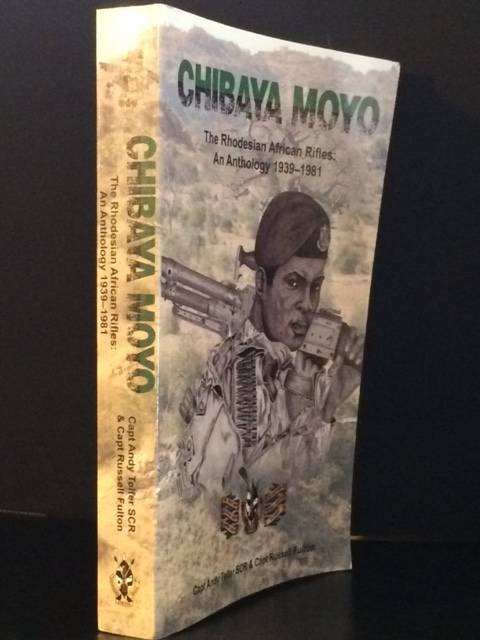 CHIBAYA MOYO
The Rhodesian African Rifles:
An Anthology 1939–1981
Capt Andy Telfer SCR & Capt Russell Fulton
CHIBAYA MOYO
The Rhodesian African Rifles:
An Anthology 1939–1981
Capt Andy Telfer SCR
& Capt Russell Fulton